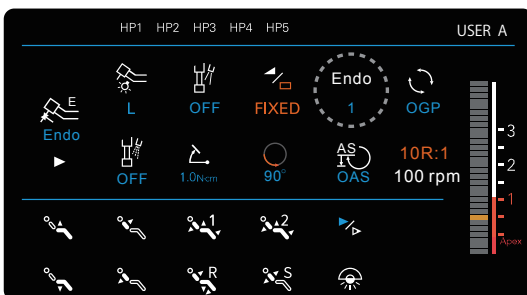 HP1 HP2 HP3 HP4 HP5 USER A
E
Endo
L
OFF
FIXED
Endo
1
OGP
OFF
1.0Ncm
90°
AS
OAS
10R:1
100 rpm
3
2
1
Apex
1
2
R
S